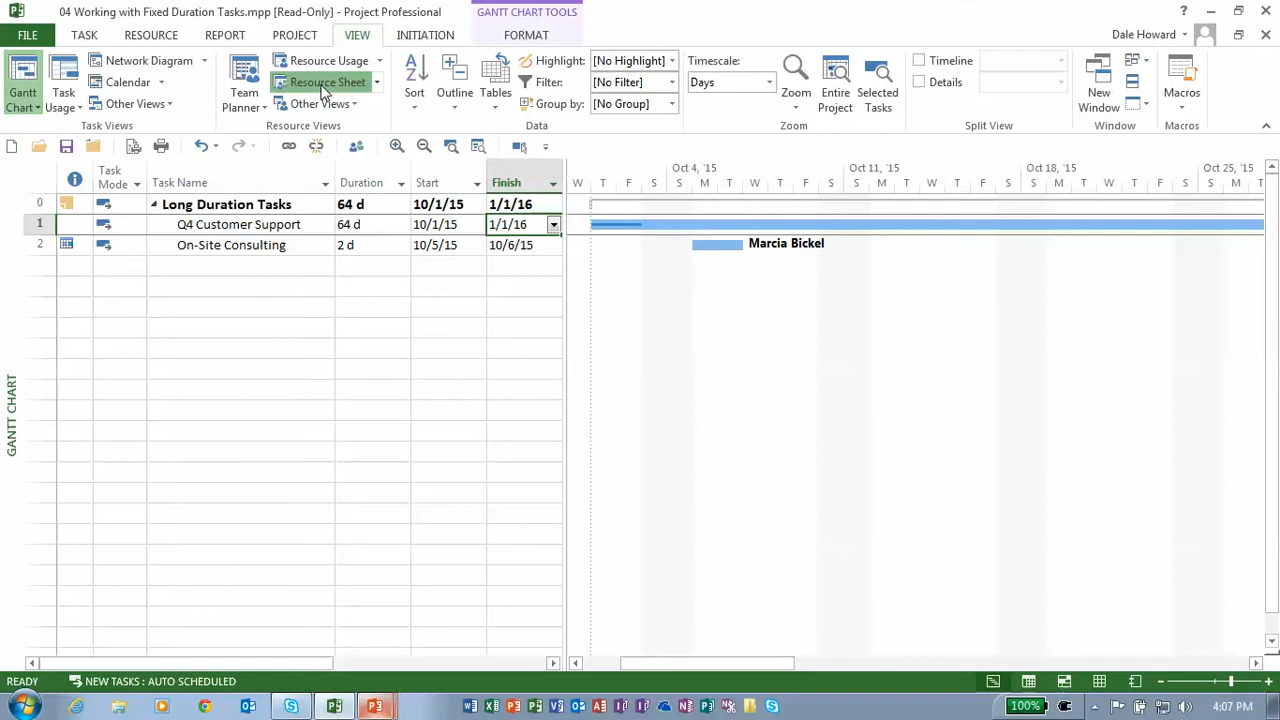 04 Working with Fixed Duration Tasks.mpp [Read-Only] - Project Professional
GANTT CHART TOOLS
FILE TASK RESOURCE REPORT PROJECT VIEW INITIATION FORMAT
Dale Howard
Gantt Chart
Task Usage
Network Diagram
Calendar
Other Views
Task Views
Team Planner
Resource Usage
Resource Sheet
Other Views
Resource Views
Sort
Outline
Tables
Highlight: [No Highlight]
Filter: [No Filter]
Group by: [No Group]
Data
Timescale:
Days
Zoom
Entire Project
Selected Tasks
Zoom
Timeline
Details
Split View
New Window
Window
Macros
Macros
Task Mode Task Name Duration Start Finish
Oct 4, '15 Oct 11, '15 Oct 18, '15 Oct 25, '15
W T F S S M T W T F S S M T W T F S S M T W T F S S M T
0 Long Duration Tasks 64 d 10/1/15 1/1/16
1 Q4 Customer Support 64 d 10/1/15 1/1/16
2 On-Site Consulting 2 d 10/5/15 10/6/15 Marcia Bickel
GANTT CHART
READY NEW TASKS : AUTO SCHEDULED
100% 4:07 PM